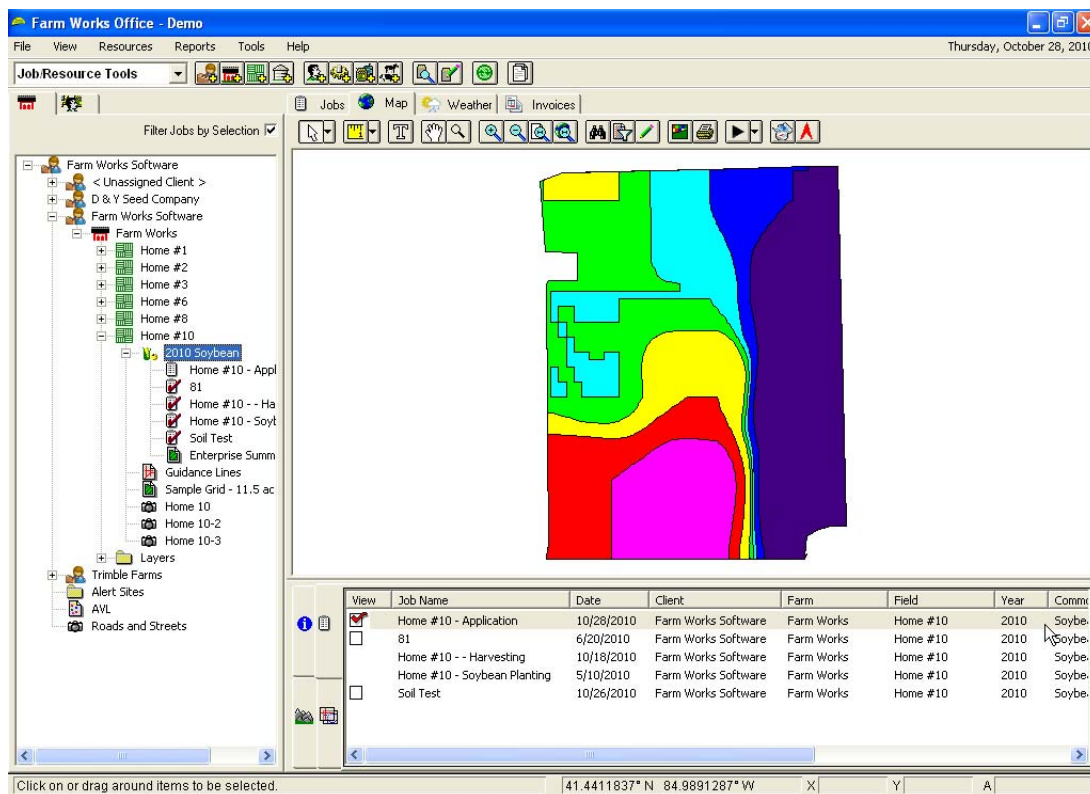 Farm Works Office - Demo
File View Resources Reports Tools Help Thursday, October 28, 2010
Job/Resource Tools
Jobs Map Weather Invoices
Filter Jobs by Selection
Farm Works Software
< Unassigned Client >
D & Y Seed Company
Farm Works Software
Farm Works
Home #1
Home #2
Home #3
Home #6
Home #8
Home #10
2010 Soybean
Home #10 - Appl
81
Home #10 - - Ha
Home #10 - Soyb
Soil Test
Enterprise Summ
Guidance Lines
Sample Grid - 11.5 ac
Home 10
Home 10-2
Home 10-3
Layers
Trimble Farms
Alert Sites
AVL
Roads and Streets
View Job Name Date Client Farm Field Year Commo
Home #10 - Application 10/28/2010 Farm Works Software Farm Works Home #10 2010 Soybe
81 6/20/2010 Farm Works Software Farm Works Home #10 2010 Soybe
Home #10 - - Harvesting 10/18/2010 Farm Works Software Farm Works Home #10 2010 Soybe
Home #10 - Soybean Planting 5/10/2010 Farm Works Software Farm Works Home #10 2010 Soybe
Soil Test 10/26/2010 Farm Works Software Farm Works Home #10 2010 Soybe
Click on or drag around items to be selected. 41.4411837° N 84.9891287° W X Y A